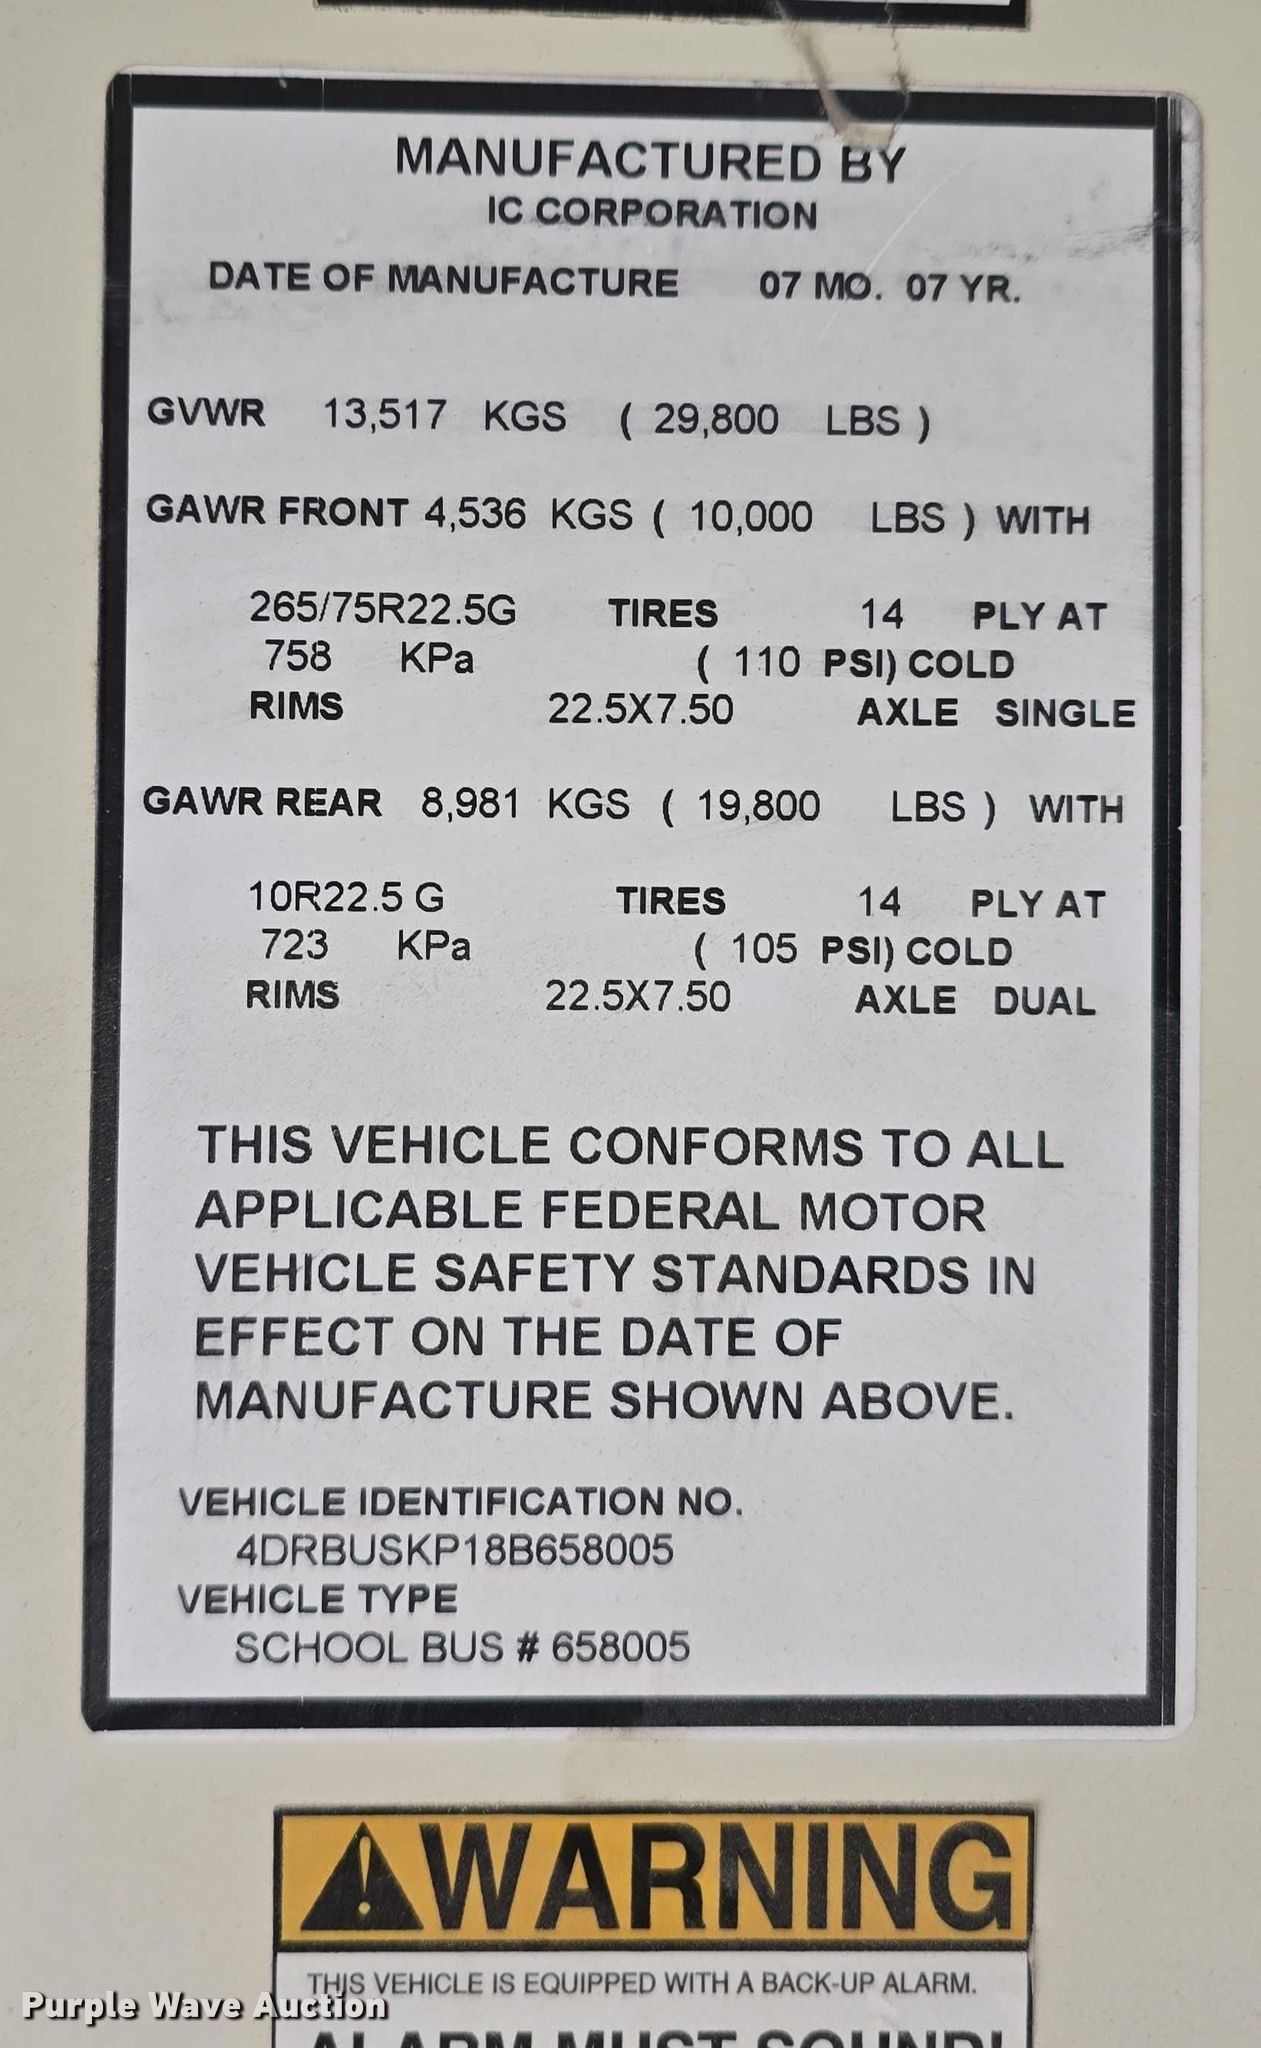 MANUFACTURED BY
IC CORPORATION
DATE OF MANUFACTURE 07 MO. 07 YR.
GVWR 13,517 KGS ( 29,800 LBS )
GAWR FRONT 4,536 KGS ( 10,000 LBS ) WITH
265/75R22.5G TIRES 14 PLY AT
758 KPa ( 110 PSI) COLD
RIMS 22.5X7.50 AXLE SINGLE
GAWR REAR 8,981 KGS ( 19,800 LBS ) WITH
10R22.5 G TIRES 14 PLY AT
723 KPa ( 105 PSI) COLD
RIMS 22.5X7.50 AXLE DUAL
THIS VEHICLE CONFORMS TO ALL
APPLICABLE FEDERAL MOTOR
VEHICLE SAFETY STANDARDS IN
EFFECT ON THE DATE OF
MANUFACTURE SHOWN ABOVE.
VEHICLE IDENTIFICATION NO.
4DRBUSKP18B658005
VEHICLE TYPE
SCHOOL BUS # 658005
WARNING
THIS VEHICLE IS EQUIPPED WITH A BACK-UP ALARM.
ALARM MUST SOUND!
Purple Wave Auction